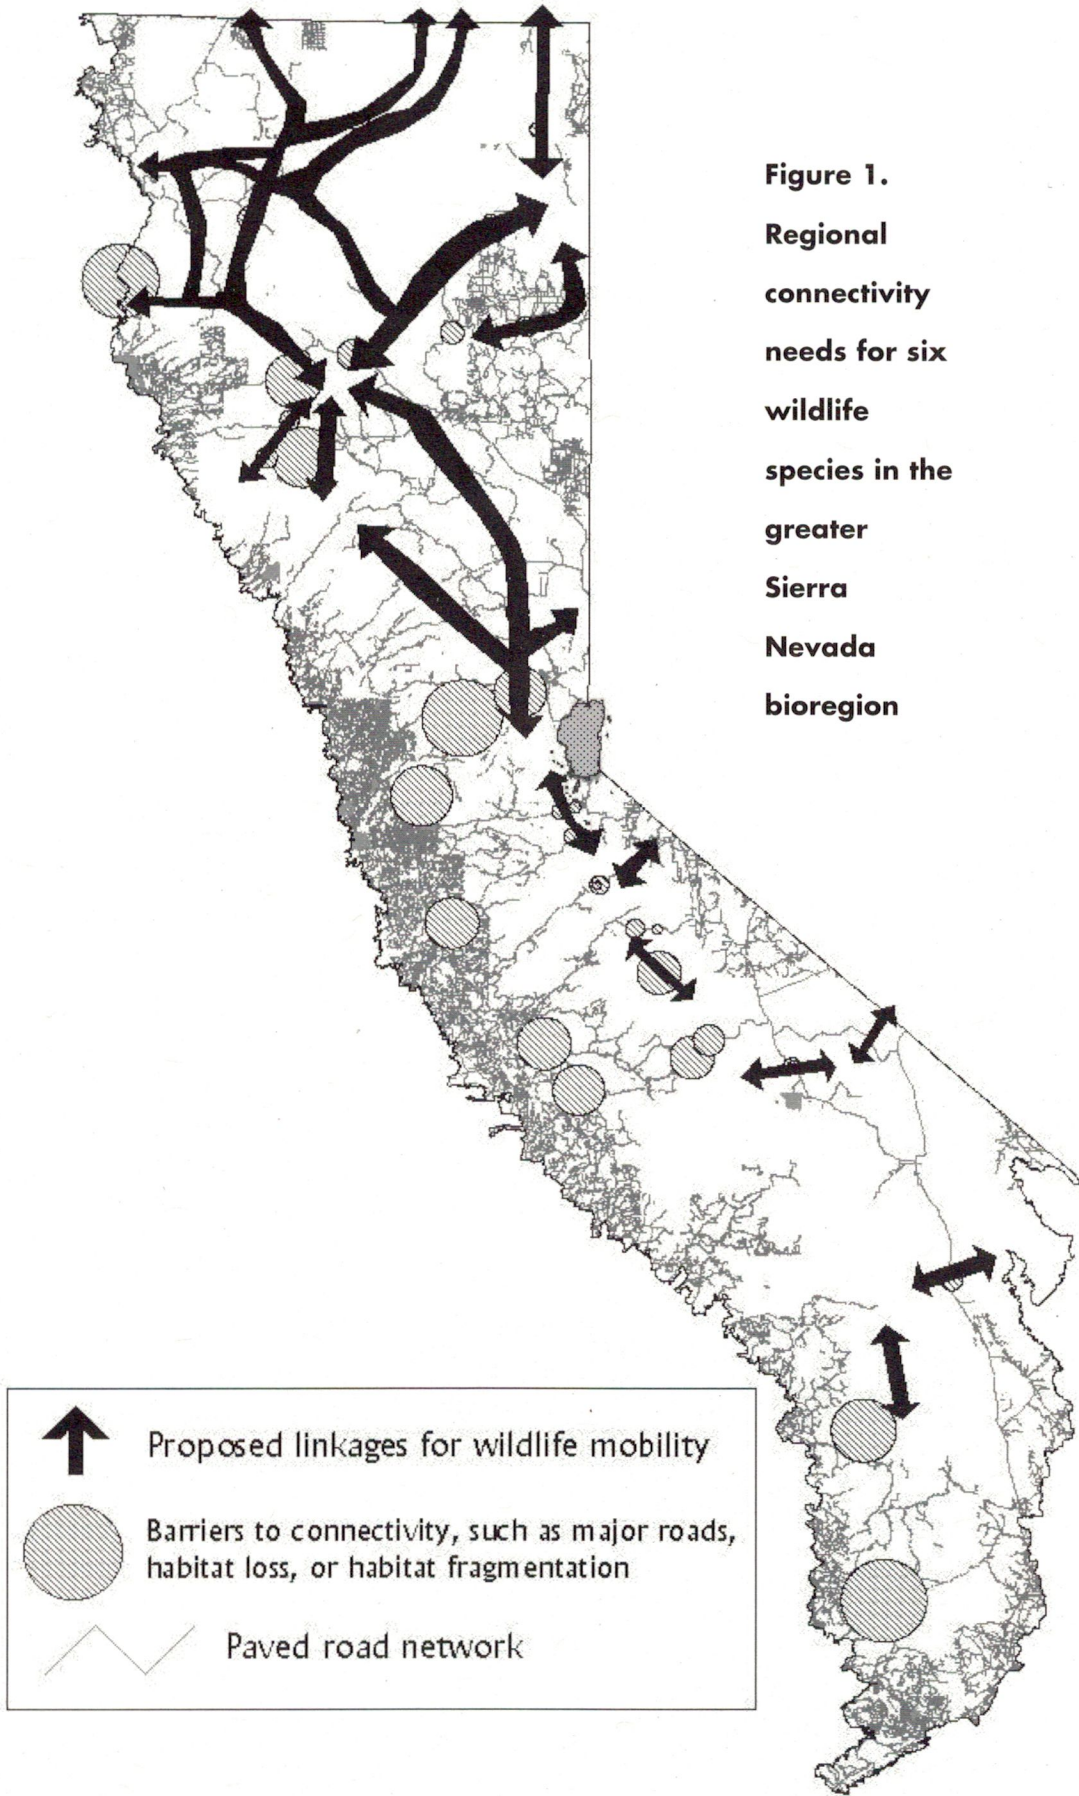 Figure 1.
Regional
connectivity
needs for six
wildlife
species in the
greater
Sierra
Nevada
bioregion
Proposed linkages for wildlife mobility
Barriers to connectivity, such as major roads,
habitat loss, or habitat fragmentation
Paved road network